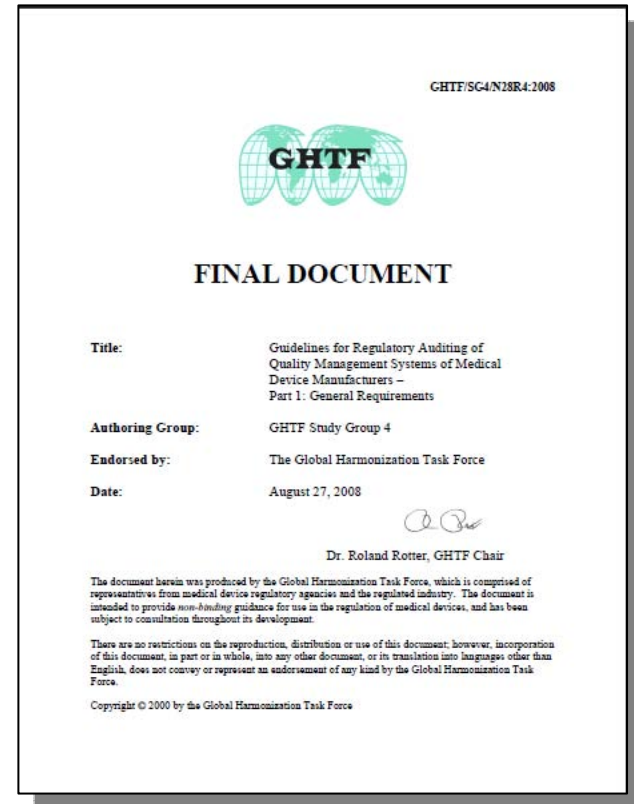 GHTF/SG4/N28R4:2008
GHTF
FINAL DOCUMENT
Title: Guidelines for Regulatory Auditing of
Quality Management Systems of Medical
Device Manufacturers –
Part 1: General Requirements
Authoring Group: GHTF Study Group 4
Endorsed by: The Global Harmonization Task Force
Date: August 27, 2008
Dr. Roland Rotter, GHTF Chair
The document herein was produced by the Global Harmonization Task Force, which is comprised of
representatives from medical device regulatory agencies and the regulated industry. The document is
intended to provide non-binding guidance for use in the regulation of medical devices, and has been
subject to consultation throughout its development.
There are no restrictions on the reproduction, distribution or use of this document; however, incorporation
of this document, in part or in whole, into any other document, or its translation into languages other than
English, does not convey or represent an endorsement of any kind by the Global Harmonization Task
Force.
Copyright © 2000 by the Global Harmonization Task Force